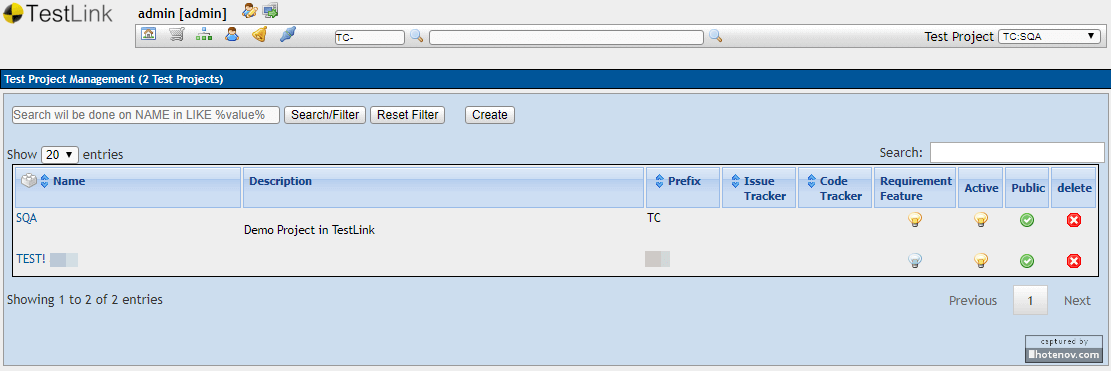 TestLink
admin [admin]
TC-
Test Project TC:SQA
Test Project Management (2 Test Projects)
Search wil be done on NAME in LIKE %value% Search/Filter Reset Filter Create
Show 20 entries
Search:
Name Description Prefix Issue Tracker Code Tracker Requirement Feature Active Public delete
SQA Demo Project in TestLink TC
TEST!
Showing 1 to 2 of 2 entries
Previous 1 Next
captured by
hotenov.com